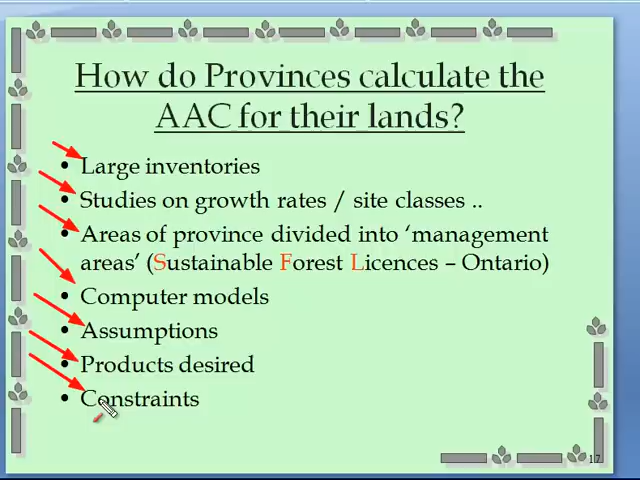 How do Provinces calculate the
AAC for their lands?
• Large inventories
• Studies on growth rates / site classes ..
• Areas of province divided into ‘management
areas’ (Sustainable Forest Licences – Ontario)
• Computer models
• Assumptions
• Products desired
• Constraints
17